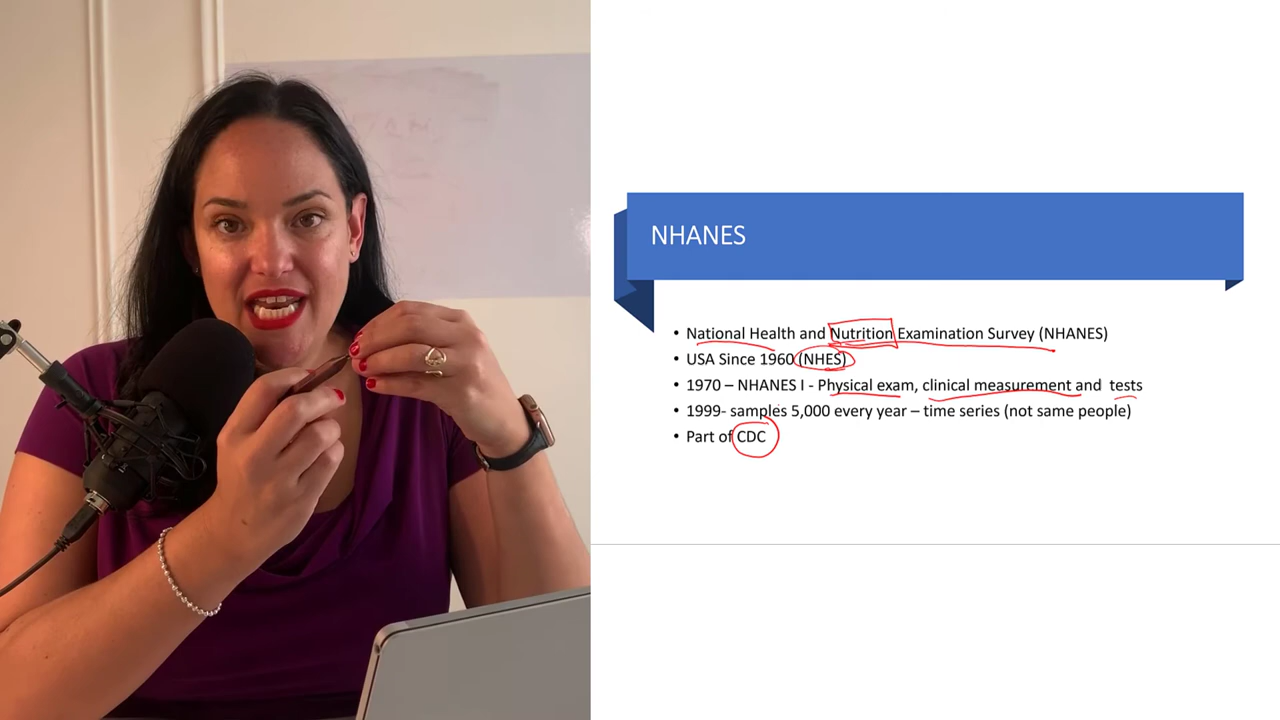 NHANES
• National Health and Nutrition Examination Survey (NHANES)
• USA Since 1960 (NHES)
• 1970 – NHANES I - Physical exam, clinical measurement and tests
• 1999- samples 5,000 every year – time series (not same people)
• Part of CDC